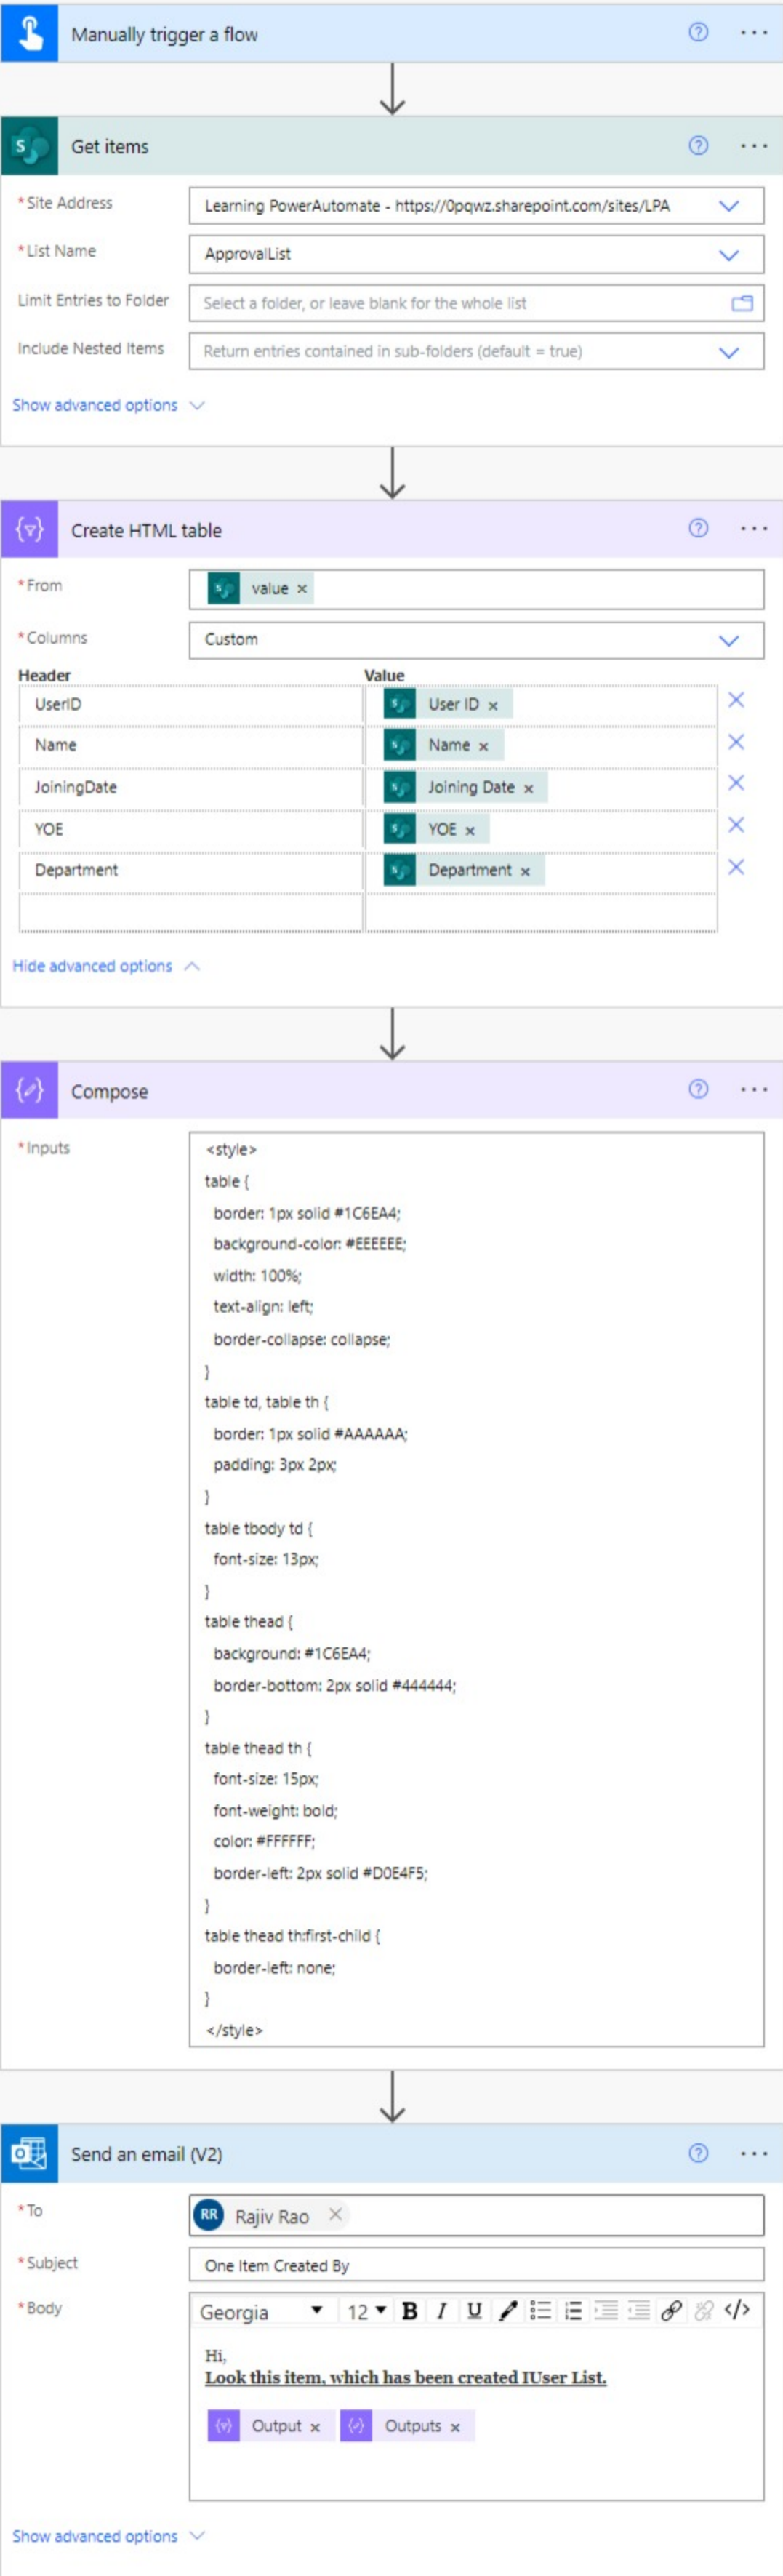 Manually trigger a flow
Get items
* Site Address
Learning PowerAutomate - https://0pqwz.sharepoint.com/sites/LPA
* List Name
ApprovalList
Limit Entries to Folder
Select a folder, or leave blank for the whole list
Include Nested Items
Return entries contained in sub-folders (default = true)
Show advanced options
Create HTML table
* From
value ×
* Columns
Custom
Header Value
UserID User ID ×
Name Name ×
JoiningDate Joining Date ×
YOE YOE ×
Department Department ×
Hide advanced options
Compose
* Inputs
<style>
table {
border: 1px solid #1C6EA4;
background-color: #EEEEEE;
width: 100%;
text-align: left;
border-collapse: collapse;
}
table td, table th {
border: 1px solid #AAAAAA;
padding: 3px 2px;
}
table tbody td {
font-size: 13px;
}
table thead {
background: #1C6EA4;
border-bottom: 2px solid #444444;
}
table thead th {
font-size: 15px;
font-weight: bold;
color: #FFFFFF;
border-left: 2px solid #D0E4F5;
}
table thead th:first-child {
border-left: none;
}
</style>
Send an email (V2)
* To
RR Rajiv Rao ×
* Subject
One Item Created By
* Body
Georgia 12 B I U </>
Hi,
Look this item, which has been created IUser List.
Output × Outputs ×
Show advanced options